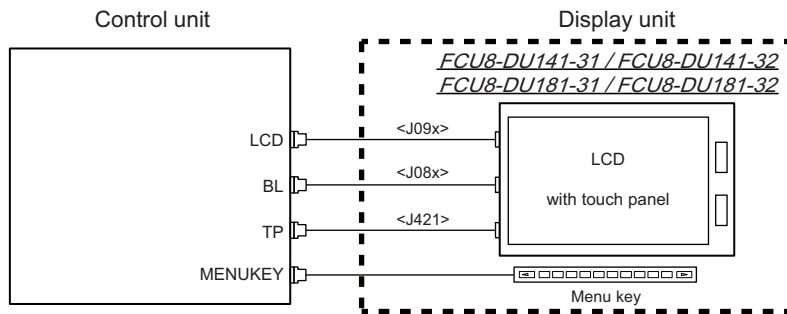 Control unit
Display unit
FCU8-DU141-31 / FCU8-DU141-32
FCU8-DU181-31 / FCU8-DU181-32
LCD
<J09x>
LCD
with touch panel
BL
<J08x>
TP
<J421>
MENUKEY
Menu key